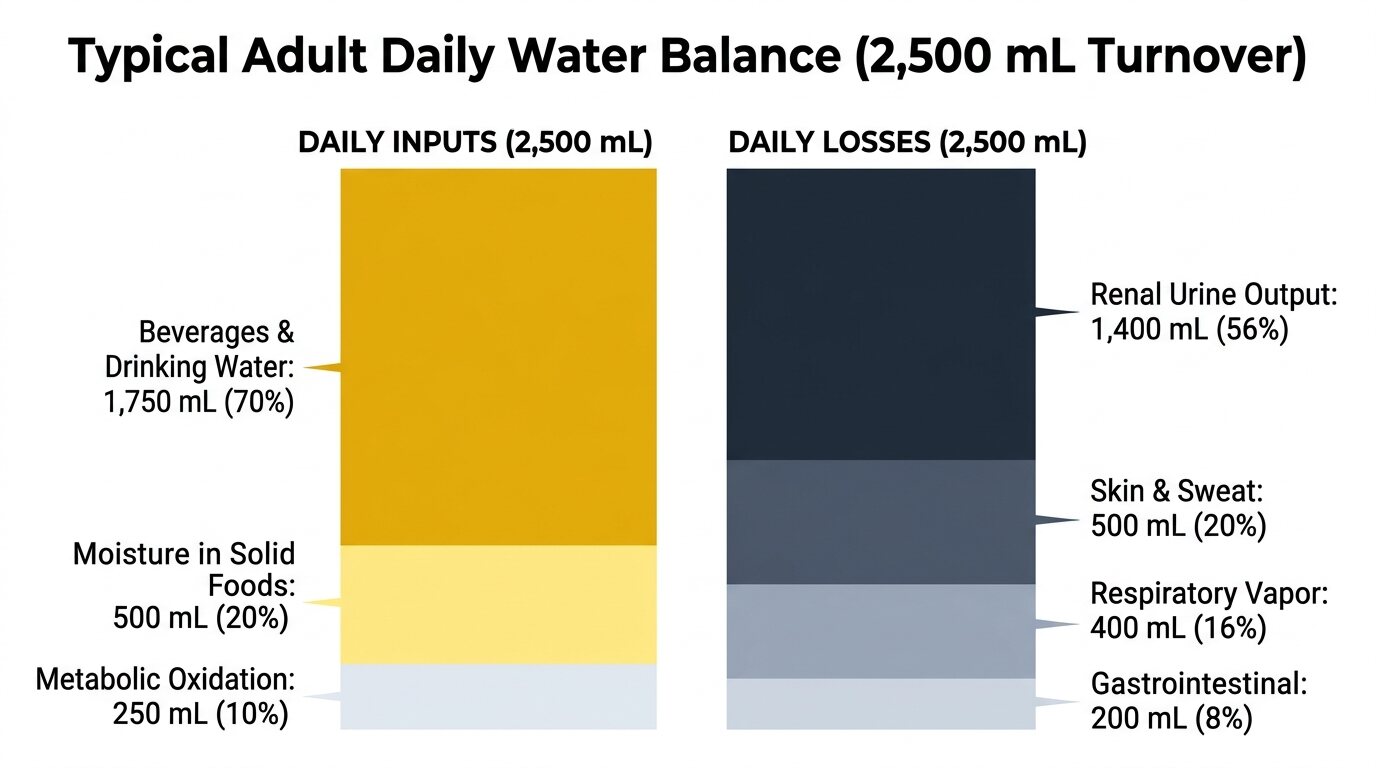 Typical Adult Daily Water Balance (2,500 mL Turnover)
DAILY INPUTS (2,500 mL)
Beverages &
Drinking Water:
1,750 mL (70%)
Moisture in Solid
Foods:
500 mL (20%)
Metabolic Oxidation:
250 mL (10%)
DAILY LOSSES (2,500 mL)
Renal Urine Output:
1,400 mL (56%)
Skin & Sweat:
500 mL (20%)
Respiratory Vapor:
400 mL (16%)
Gastrointestinal:
200 mL (8%)